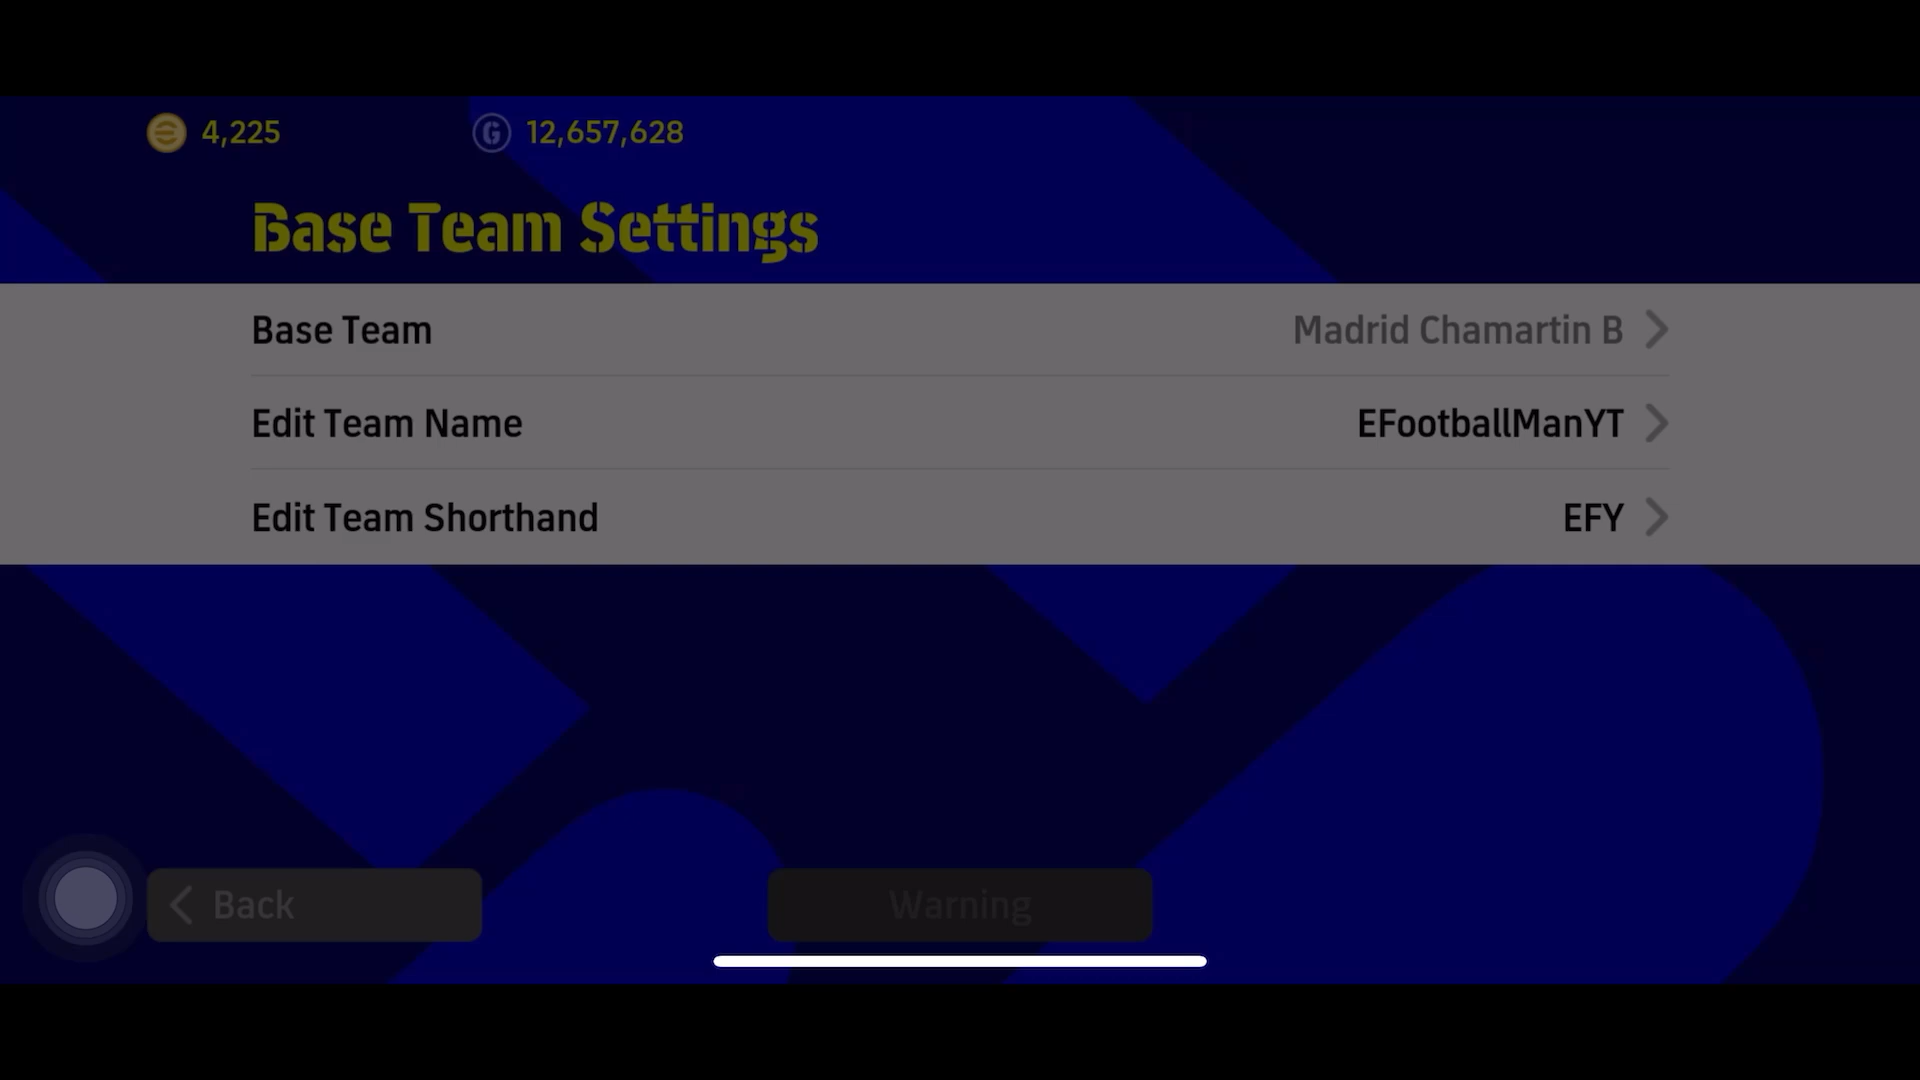 4,225
12,657,628
Base Team Settings
Base Team
Madrid Chamartin B
Edit Team Name
EFootballManYT
Edit Team Shorthand
EFY
Back
Warning